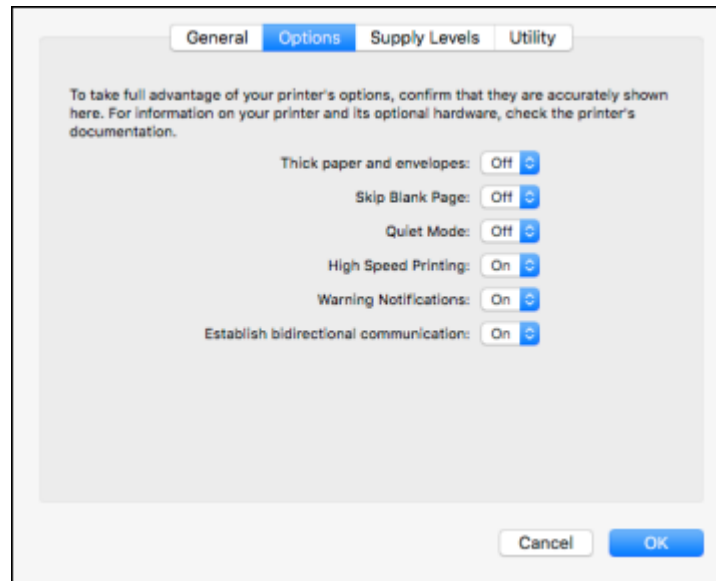 General Options Supply Levels Utility
To take full advantage of your printer's options, confirm that they are accurately shown
here. For information on your printer and its optional hardware, check the printer's
documentation.
Thick paper and envelopes: Off
Skip Blank Page: Off
Quiet Mode: Off
High Speed Printing: On
Warning Notifications: On
Establish bidirectional communication: On
Cancel OK